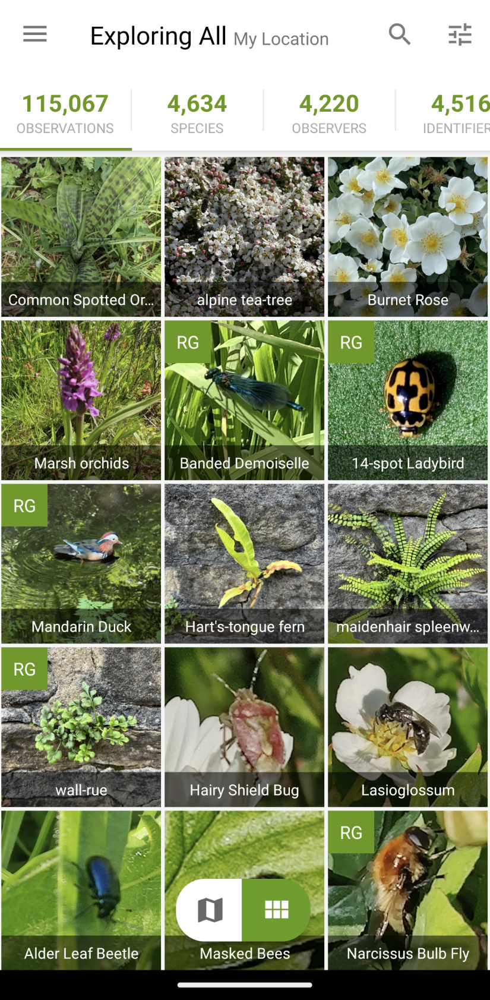 Exploring All My Location
115,067 4,634 4,220 4,516
OBSERVATIONS SPECIES OBSERVERS IDENTIFIER
Common Spotted Or... alpine tea-tree Burnet Rose
RG RG
Marsh orchids Banded Demoiselle 14-spot Ladybird
RG
Mandarin Duck Hart's-tongue fern maidenhair spleenw...
RG
wall-rue Hairy Shield Bug Lasioglossum
RG
Alder Leaf Beetle Masked Bees Narcissus Bulb Fly